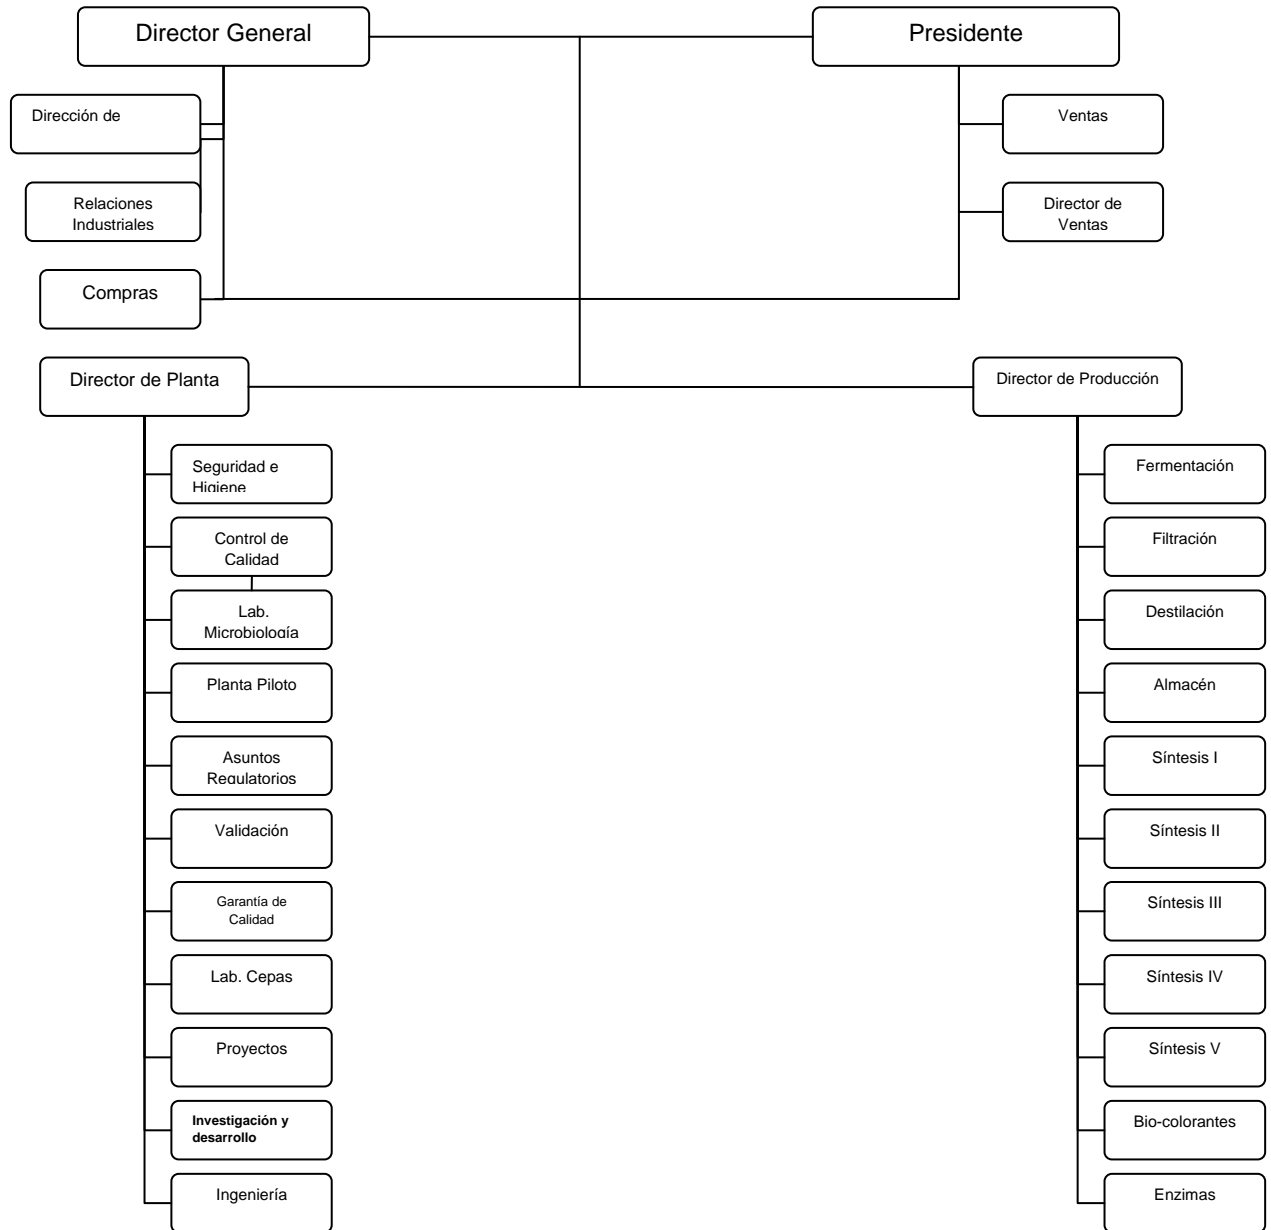 Director General
Presidente
Dirección de
Ventas
Relaciones
Industriales
Director de
Ventas
Compras
Director de Planta
Director de Producción
Seguridad e
Higiene
Control de
Calidad
Lab.
Microbiología
Planta Piloto
Asuntos
Regulatorios
Validación
Garantía de
Calidad
Lab. Cepas
Proyectos
Investigación y
desarrollo
Ingeniería
Fermentación
Filtración
Destilación
Almacén
Síntesis I
Síntesis II
Síntesis III
Síntesis IV
Síntesis V
Bio-colorantes
Enzimas